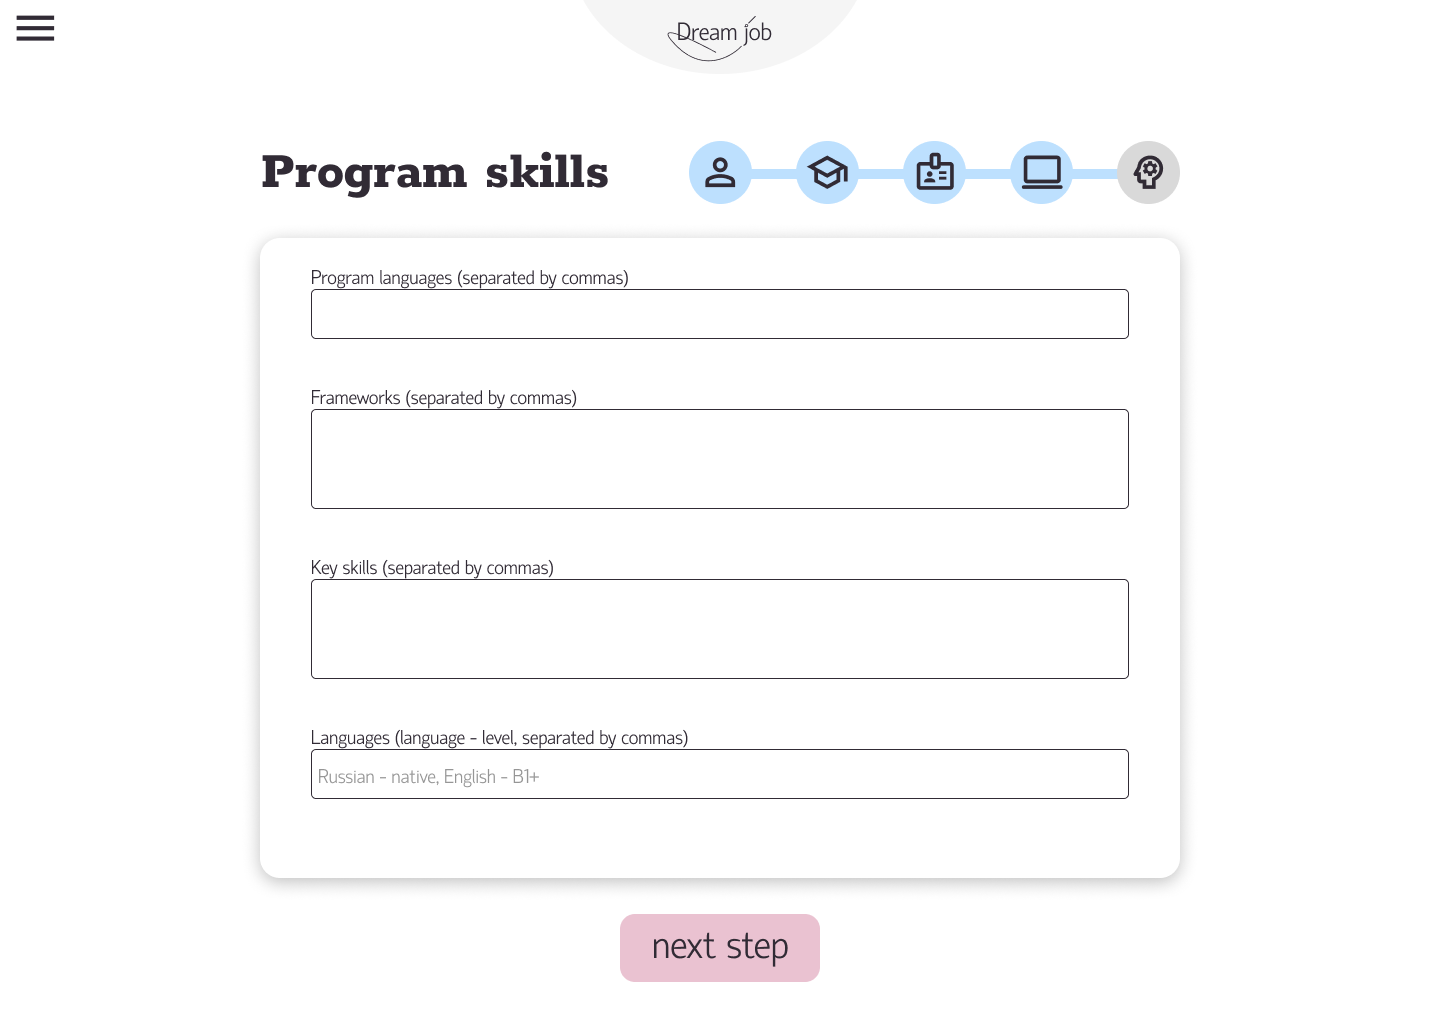 Dream job
Program skills
Program languages (separated by commas)
Frameworks (separated by commas)
Key skills (separated by commas)
Languages (language - level, separated by commas)
Russian - native, English - B1+
next step